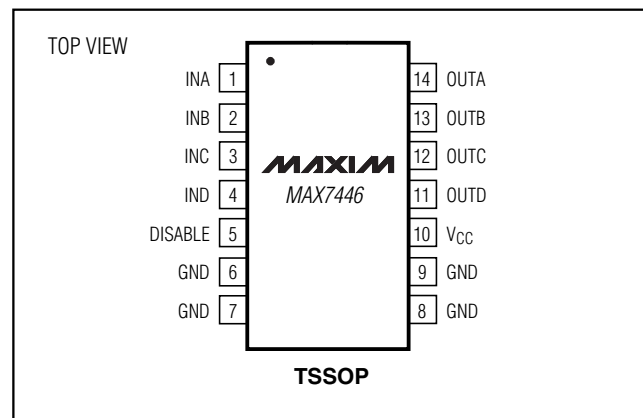 TOP VIEW
INA 1
INB 2
INC 3
IND 4
DISABLE 5
GND 6
GND 7
MAXIM
MAX7446
14 OUTA
13 OUTB
12 OUTC
11 OUTD
10 VCC
9 GND
8 GND
TSSOP